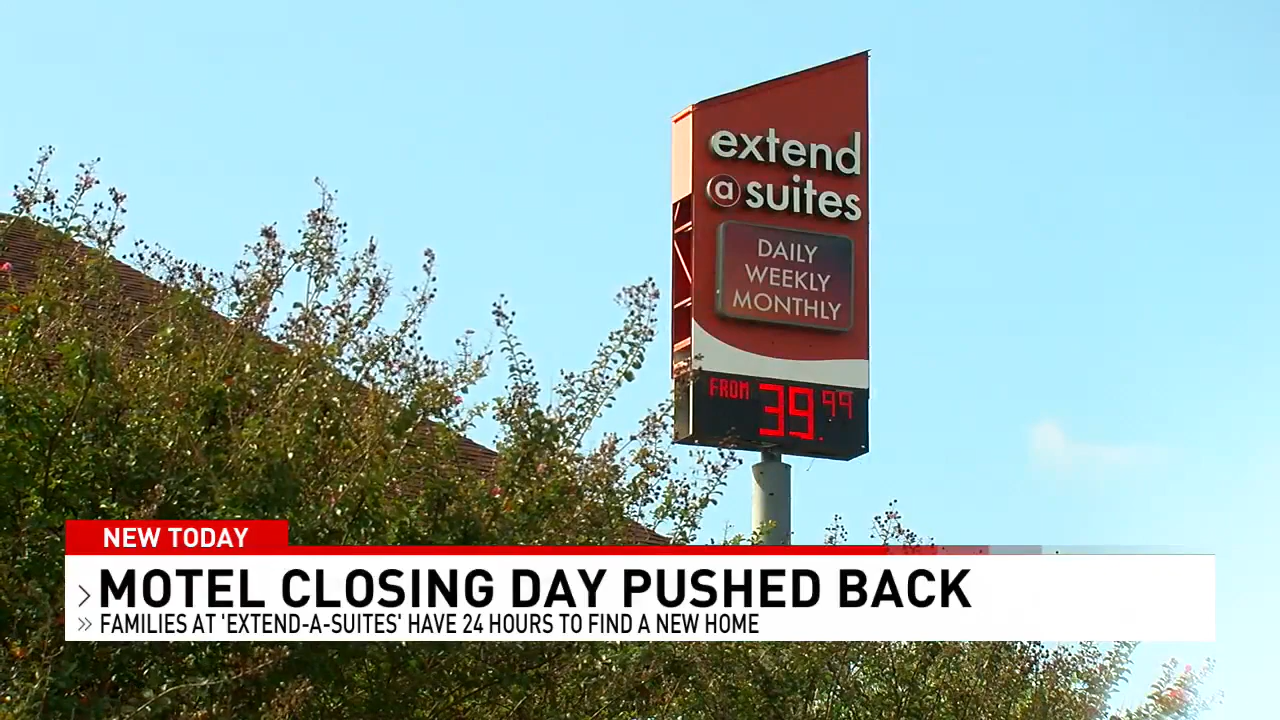 extend
@ suites
DAILY
WEEKLY
MONTHLY
FROM 39.99
NEW TODAY
MOTEL CLOSING DAY PUSHED BACK
FAMILIES AT 'EXTEND-A-SUITES' HAVE 24 HOURS TO FIND A NEW HOME